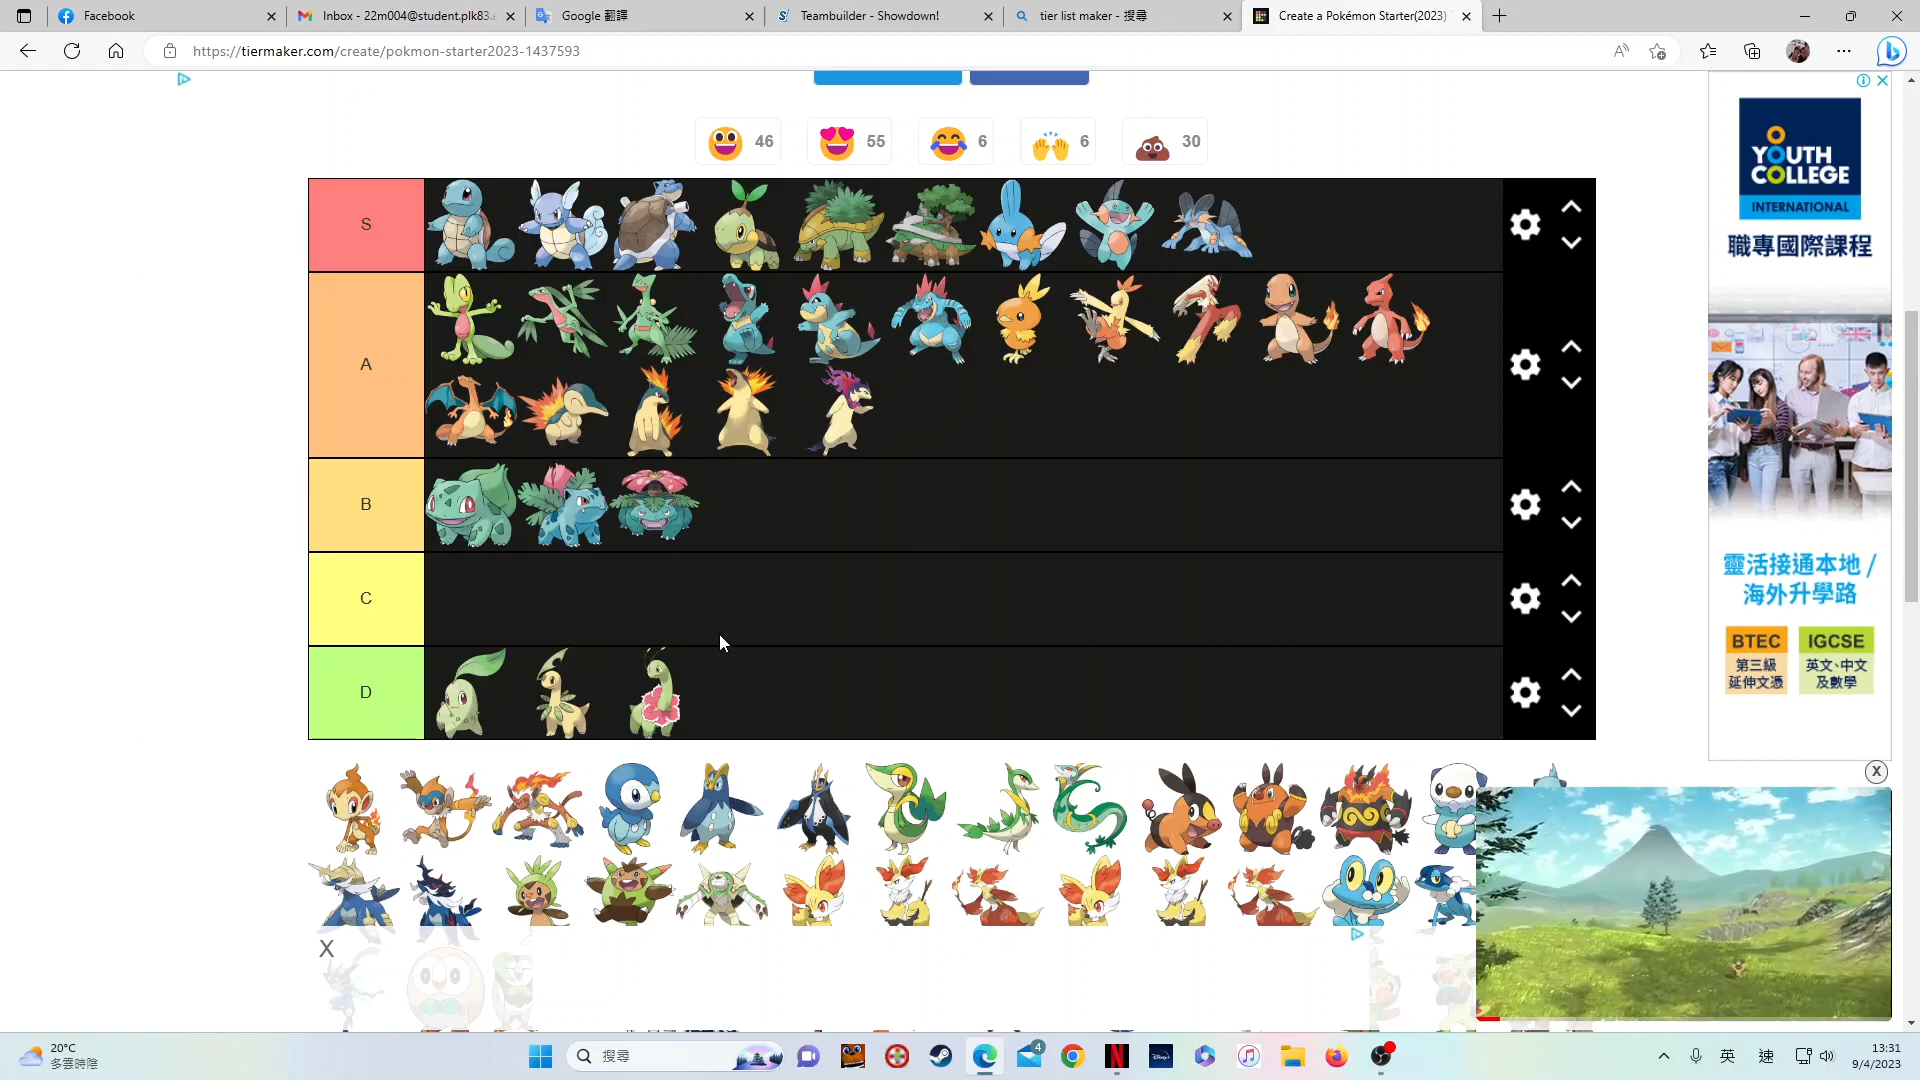 Facebook
Inbox - 22m004@student.plk83.e
Google 翻譯
Teambuilder - Showdown!
tier list maker - 搜尋
Create a Pokémon Starter(2023)
https://tiermaker.com/create/pokmon-starter2023-1437593
46
55
6
6
30
S
A
B
C
D
YOUTH
COLLEGE
INTERNATIONAL
職專國際課程
靈活接通本地 /
海外升學路
BTEC
第三級
延伸文憑
IGCSE
英文、中文
及數學
X
X
20°C
多雲時陰
搜尋
4
英
速
13:31
9/4/2023